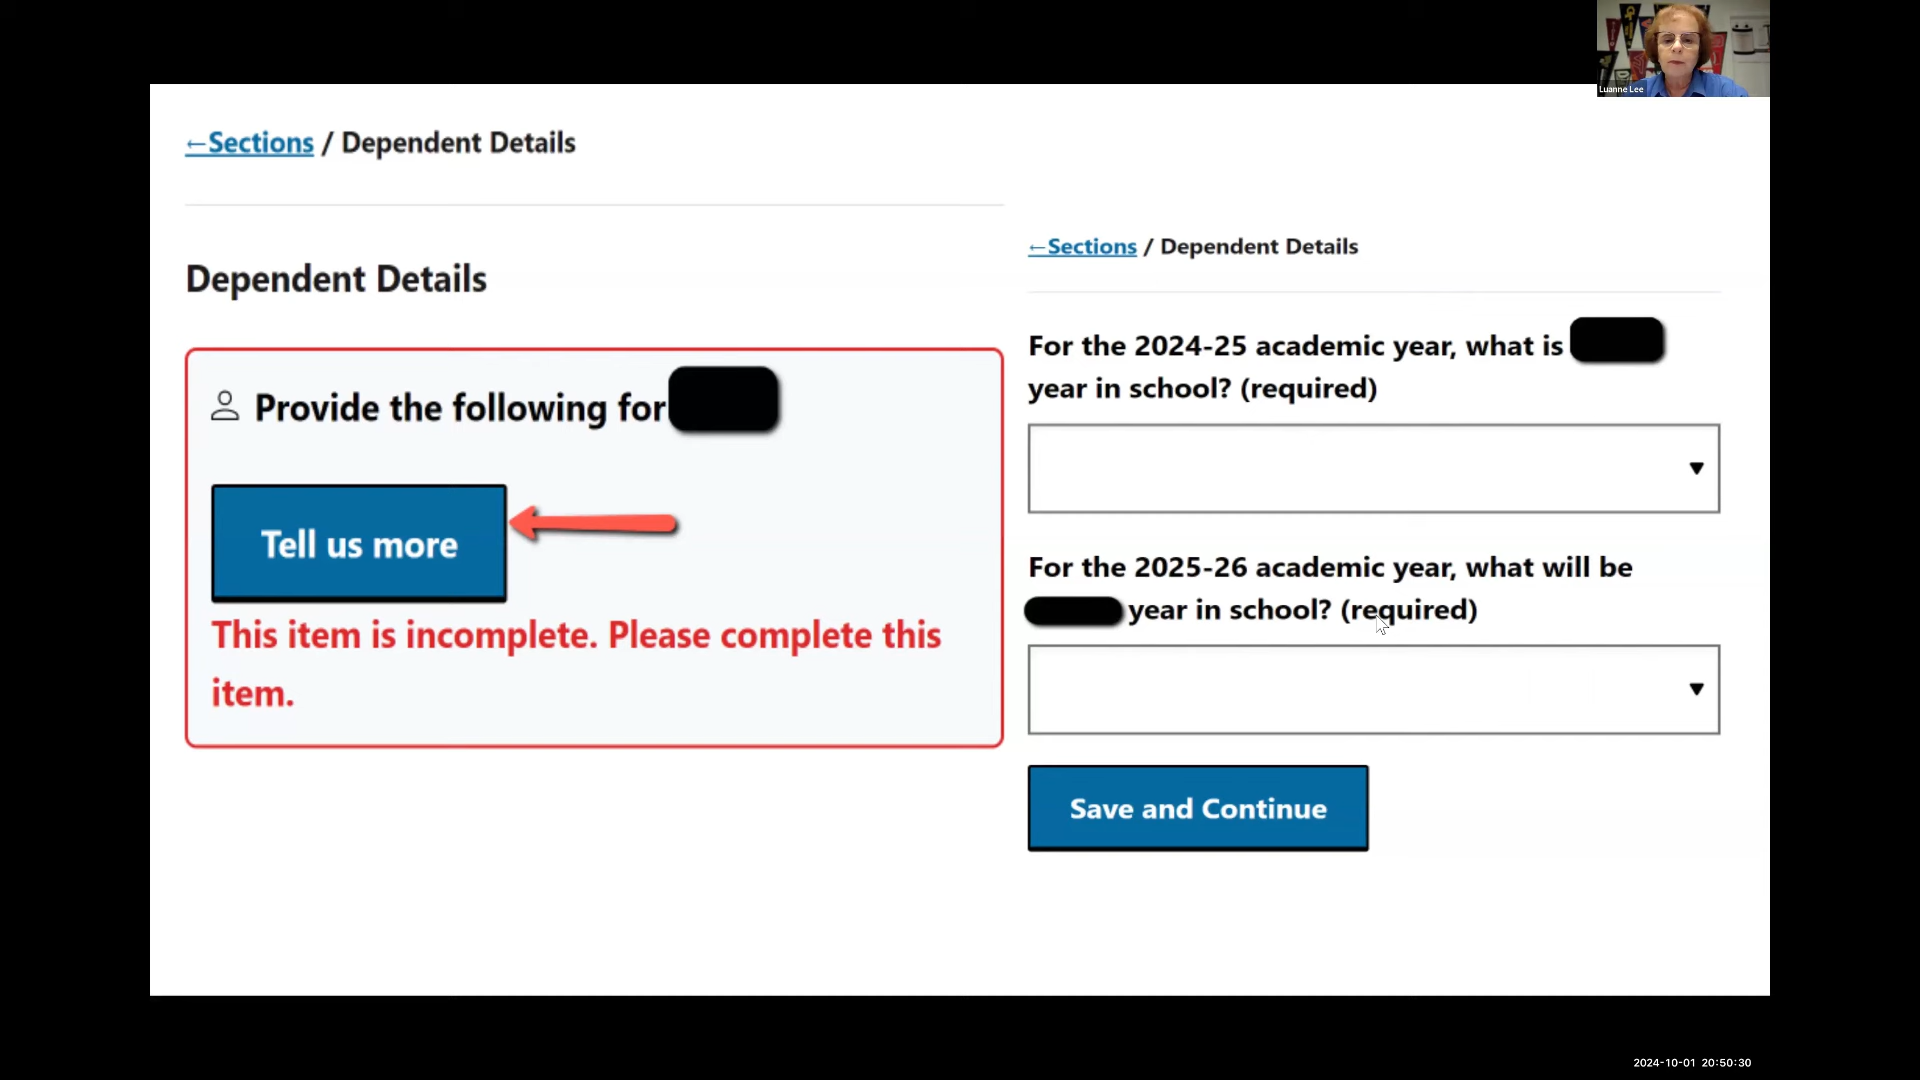 Luanne Lee
←Sections / Dependent Details
Dependent Details
Provide the following for
Tell us more
This item is incomplete. Please complete this
item.
←Sections / Dependent Details
For the 2024-25 academic year, what is
year in school? (required)
For the 2025-26 academic year, what will be
year in school? (required)
Save and Continue
2024-10-01 20:50:30